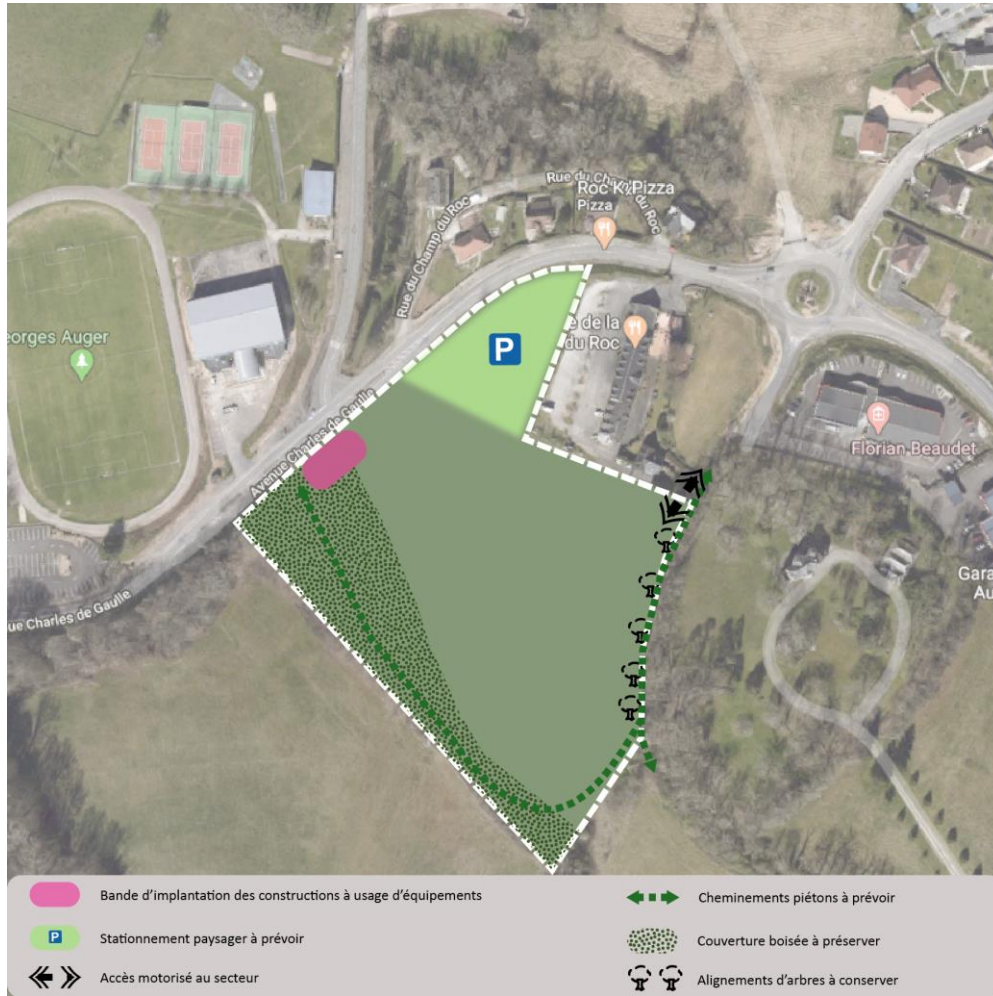 Rue du Champ du Roc
Roc K Pizza
Pizza
Rue du Champ du Roc
P
e de la
du Roc
eorges Auger
Avenue Charles de Gaulle
Florian Beaudet
Gara
Au
ue Charles de Gaulle
Bande d’implantation des constructions à usage d’équipements
Cheminements piétons à prévoir
P
Stationnement paysager à prévoir
Couverture boisée à préserver
Accès motorisé au secteur
Alignements d’arbres à conserver